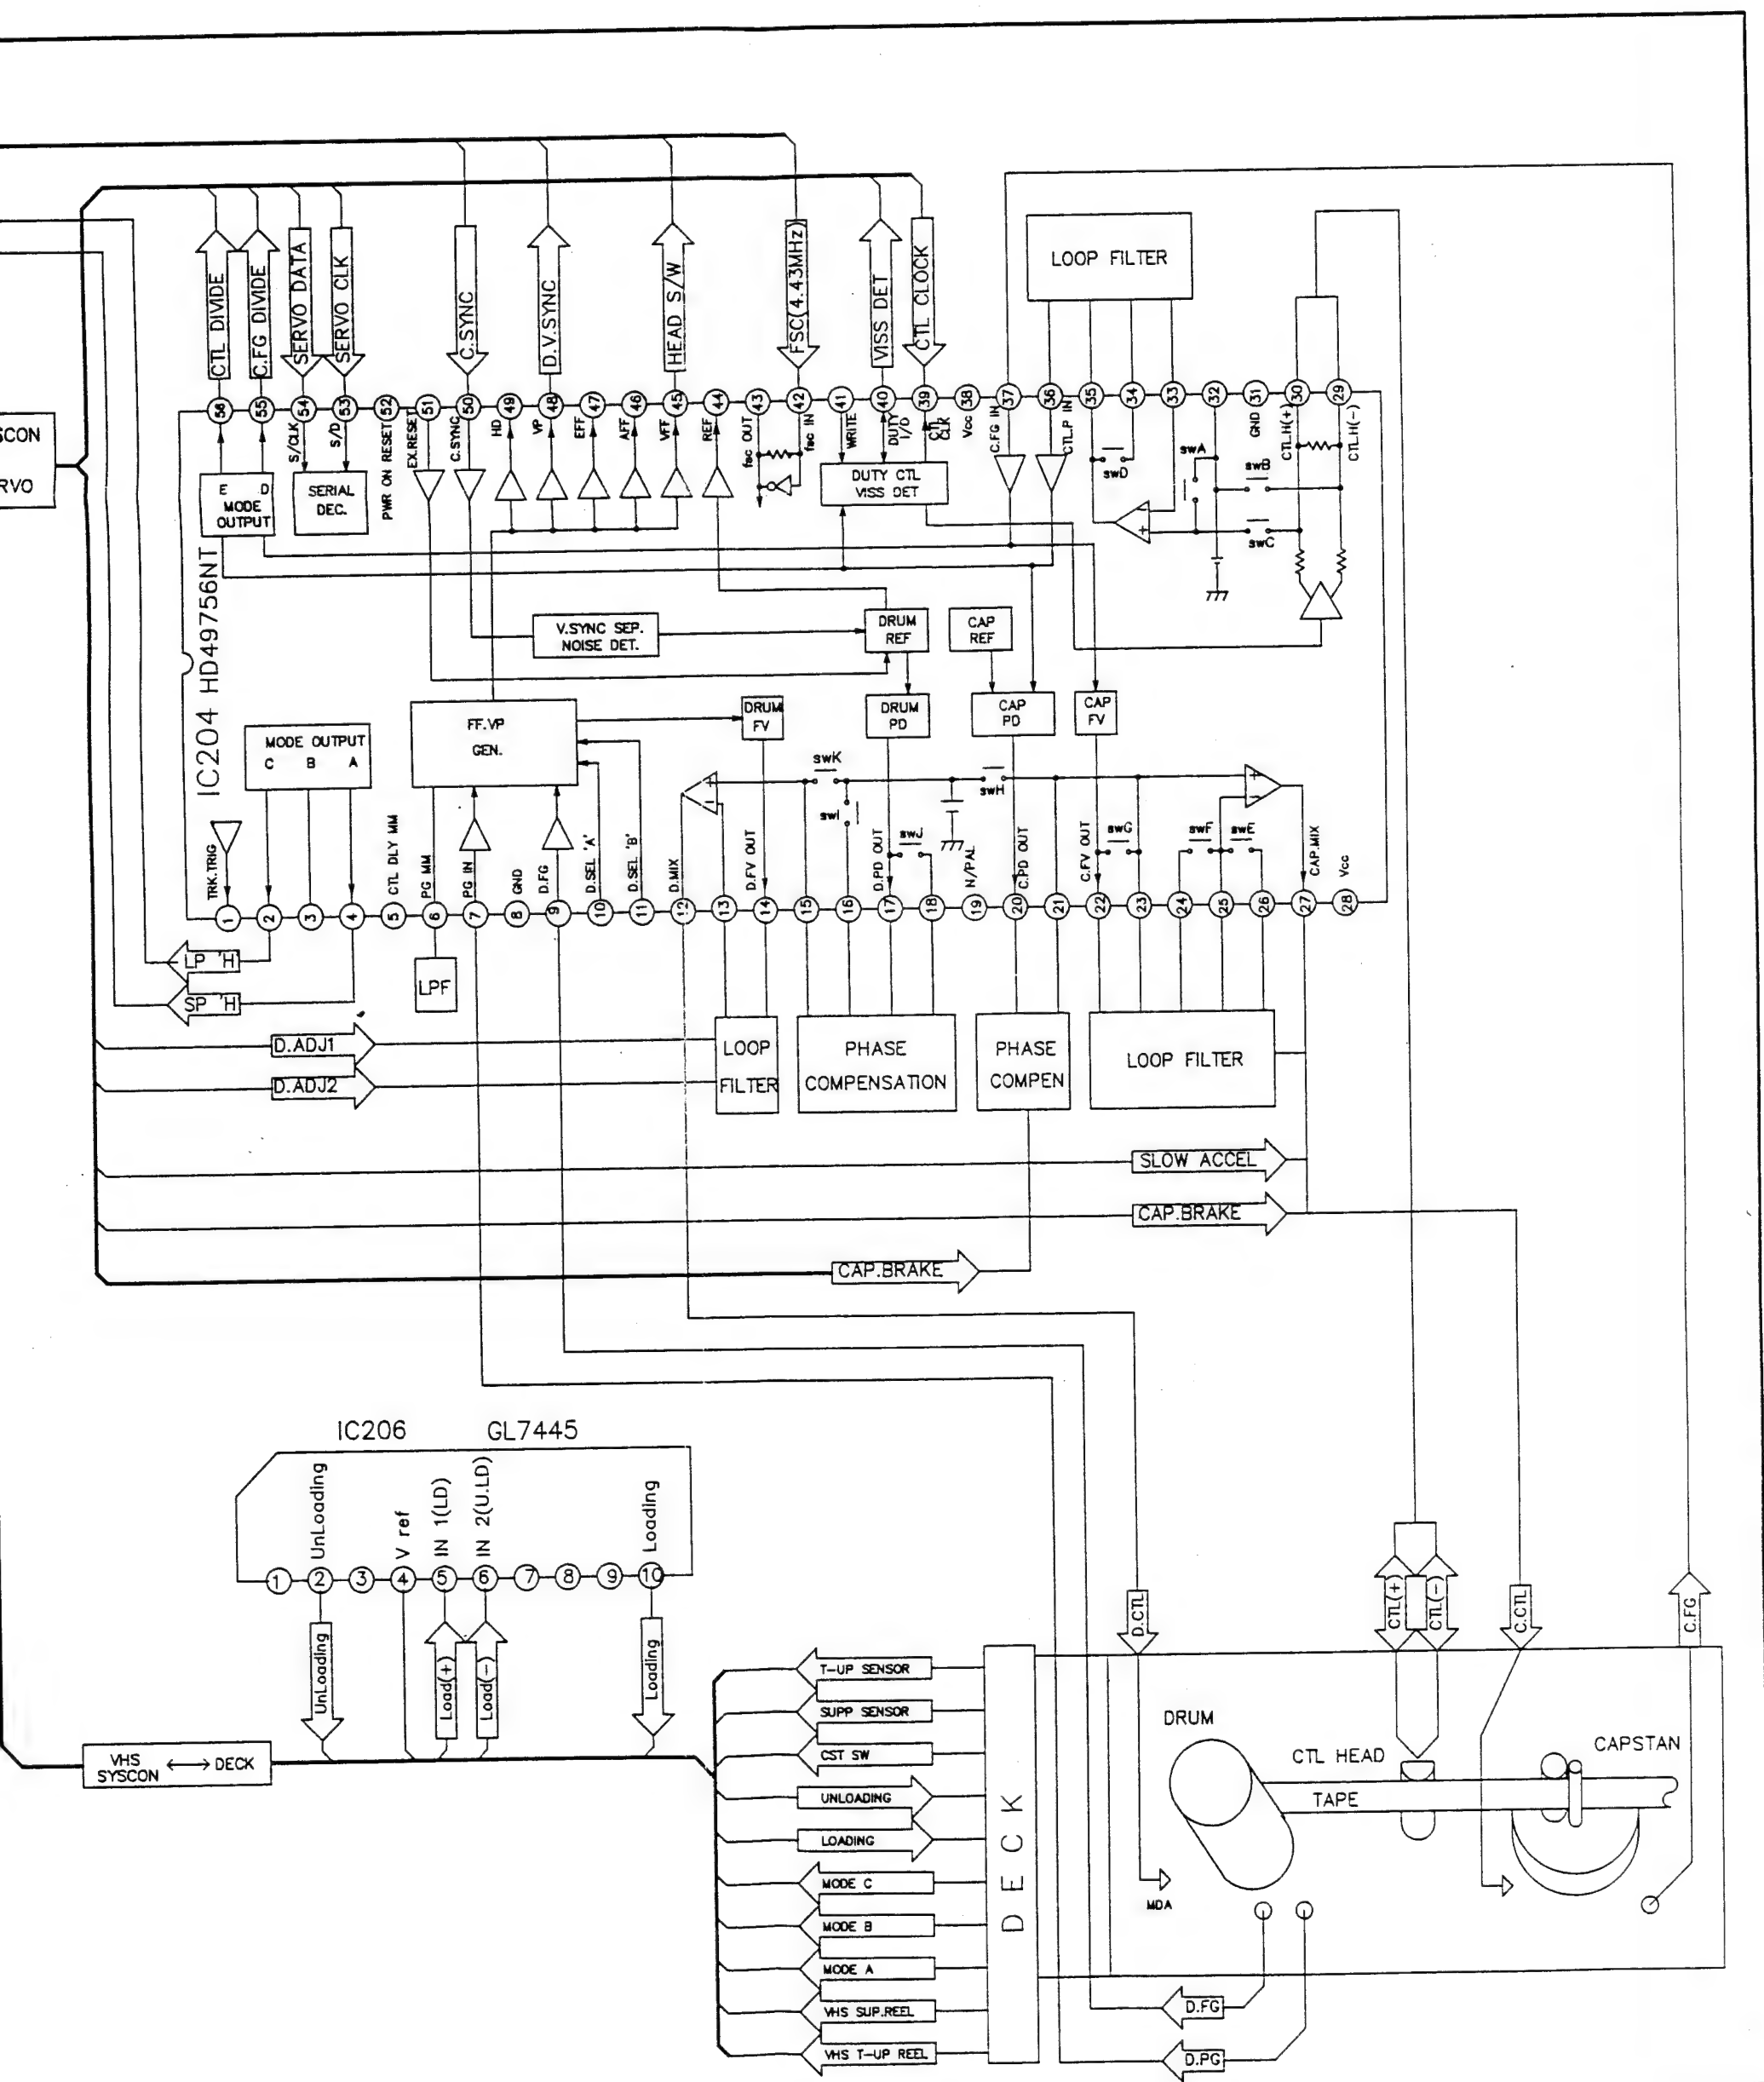 SCON
RVO
CTL DIVIDE
C.FG DIVIDE
SERVO DATA
SERVO CLK
C.SYNC
D.V.SYNC
HEAD S/W
FSC(4.43MHz)
VISS DET
CTL CLOCK
LOOP FILTER
56
55
54
53
52
51
50
49
48
47
46
45
44
43
42
41
40
39
38
37
36
35
34
33
32
31
30
29
S/CLK
S/D
PWR ON RESET
EX.RESET
C.SYNC
HD
VP
EFF
AFF
VFF
REF
fsc OUT
fsc IN
WRITE
DUTY I/O
CTL CLK
Vcc
C.FG IN
CTL.P IN
swD
swA
swB
swC
GND
CTL.H(+)
CTL.H(-)
E D
MODE
OUTPUT
SERIAL
DEC.
DUTY CTL
VISS DET
IC204 HD49756NT
V.SYNC SEP.
NOISE DET.
DRUM
REF
CAP
REF
MODE OUTPUT
C B A
FF.VP
GEN.
DRUM
FV
DRUM
PD
CAP
PD
CAP
FV
swK
swI
swJ
swH
swG
swF
swE
TRK.TRIG
CTL DLY MM
PG MM
PG IN
GND
D.FG
D.SEL 'A'
D.SEL 'B'
D.MIX
D.FV OUT
D.PD OUT
N/PAL
C.PD OUT
C.FV OUT
CAP.MIX
Vcc
1
2
3
4
5
6
7
8
9
10
11
12
13
14
15
16
17
18
19
20
21
22
23
24
25
26
27
28
LP 'H'
SP 'H'
LPF
D.ADJ1
D.ADJ2
LOOP
FILTER
PHASE
COMPENSATION
PHASE
COMPEN
LOOP FILTER
SLOW ACCEL
CAP.BRAKE
CAP.BRAKE
IC206 GL7445
UnLoading
V ref
IN 1(LD)
IN 2(U.LD)
Loading
1
2
3
4
5
6
7
8
9
10
UnLoading
Load(+)
Load(-)
Loading
VHS
SYSCON
DECK
T-UP SENSOR
SUPP SENSOR
CST SW
UNLOADING
LOADING
MODE C
MODE B
MODE A
VHS SUP.REEL
VHS T-UP REEL
DECK
D.CTL
CTL(+)
CTL(-)
C.CTL
C.FG
DRUM
CTL HEAD
CAPSTAN
TAPE
MDA
D.FG
D.PG